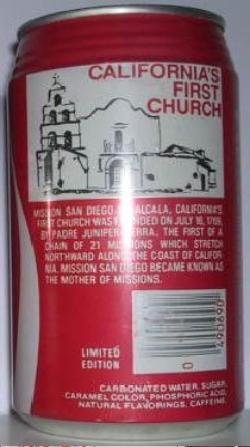 CALIFORNIA'S
FIRST
CHURCH
MISSION SAN DIEGO ALCALA, CALIFORNIA'S
FIRST CHURCH WAS FOUNDED ON JULY 16, 1769,
BY PADRE JUNIPERO SERRA, THE FIRST OF A
CHAIN OF 21 MISSIONS WHICH STRETCH
NORTHWARD ALONG THE COAST OF CALIFOR-
NIA. MISSION SAN DIEGO BECAME KNOWN AS
THE MOTHER OF MISSIONS.
LIMITED
EDITION
0
CARBONATED WATER, SUGAR,
CARAMEL COLOR, PHOSPHORIC ACID,
NATURAL FLAVORINGS, CAFFEINE.